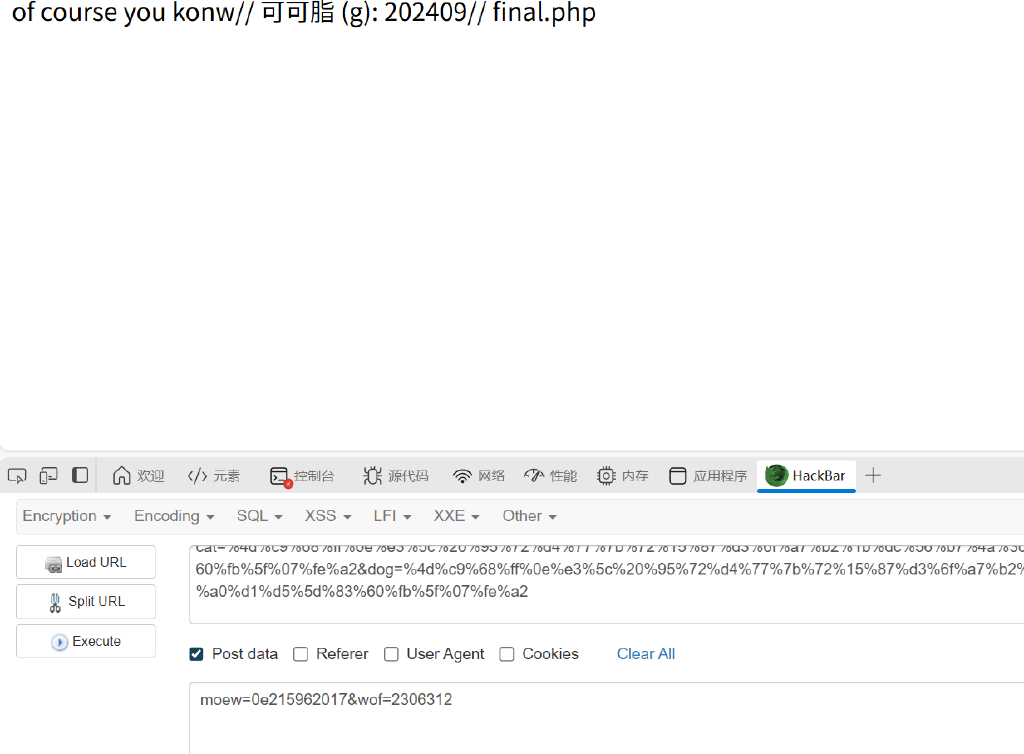 of course you konw// 可可脂 (g): 202409// final.php
欢迎 </> 元素 控制台 源代码 网络 性能 内存 应用程序 HackBar
Encryption Encoding SQL XSS LFI XXE Other
Load URL
Split URL
Execute
60%fb%5f%07%fe%a2&dog=%4d%c9%68%ff%0e%e3%5c%20%95%72%d4%77%7b%72%15%87%d3%6f%a7%b2%
%a0%d1%d5%5d%83%60%fb%5f%07%fe%a2
Post data Referer User Agent Cookies Clear All
moew=0e215962017&wof=2306312